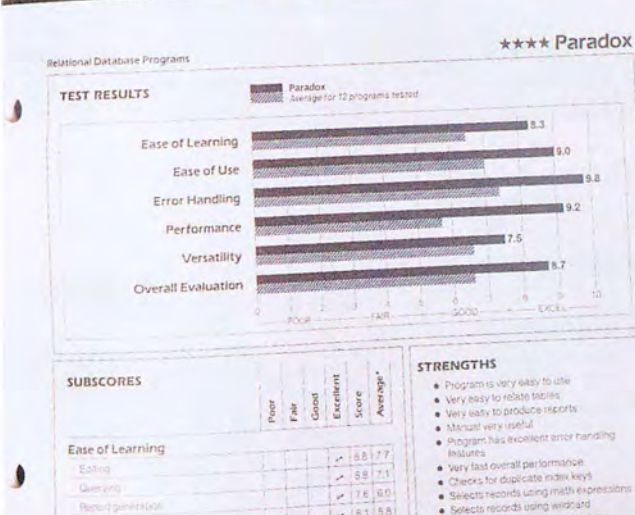 Relational Database Programs
★★★★ Paradox
TEST RESULTS
Paradox
Average for 12 programs tested
Ease of Learning
8.3
Ease of Use
9.0
Error Handling
9.8
Performance
9.2
Versatility
7.5
Overall Evaluation
8.7
0 1 2 3 4 5 6 7 8 9 10
POOR FAIR GOOD EXCEL.
SUBSCORES
Poor
Fair
Good
Excellent
Score
Average*
Ease of Learning
Editing 8.8 7.7
Querying 8.8 7.1
Report generation 7.6 6.0
8.1 5.8
STRENGTHS
● Program is very easy to use
● Very easy to relate tables
● Very easy to produce reports
● Manual very useful
● Program has excellent error handling
features
● Very fast overall performance
● Checks for duplicate index keys
● Selects records using math expressions
● Selects records using wildcard